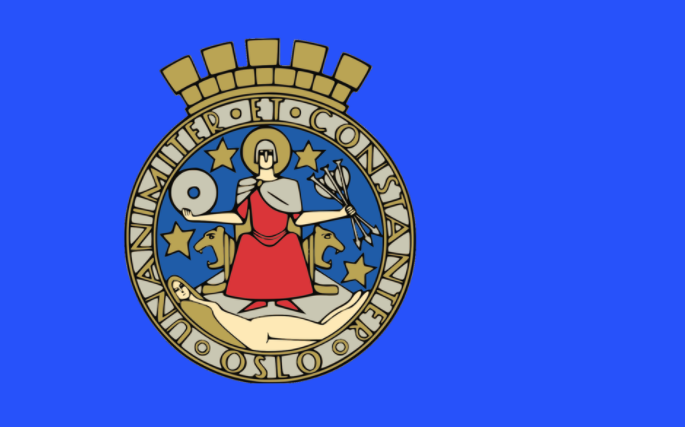 UNANIMITER ET CONSTANTER
OSLO